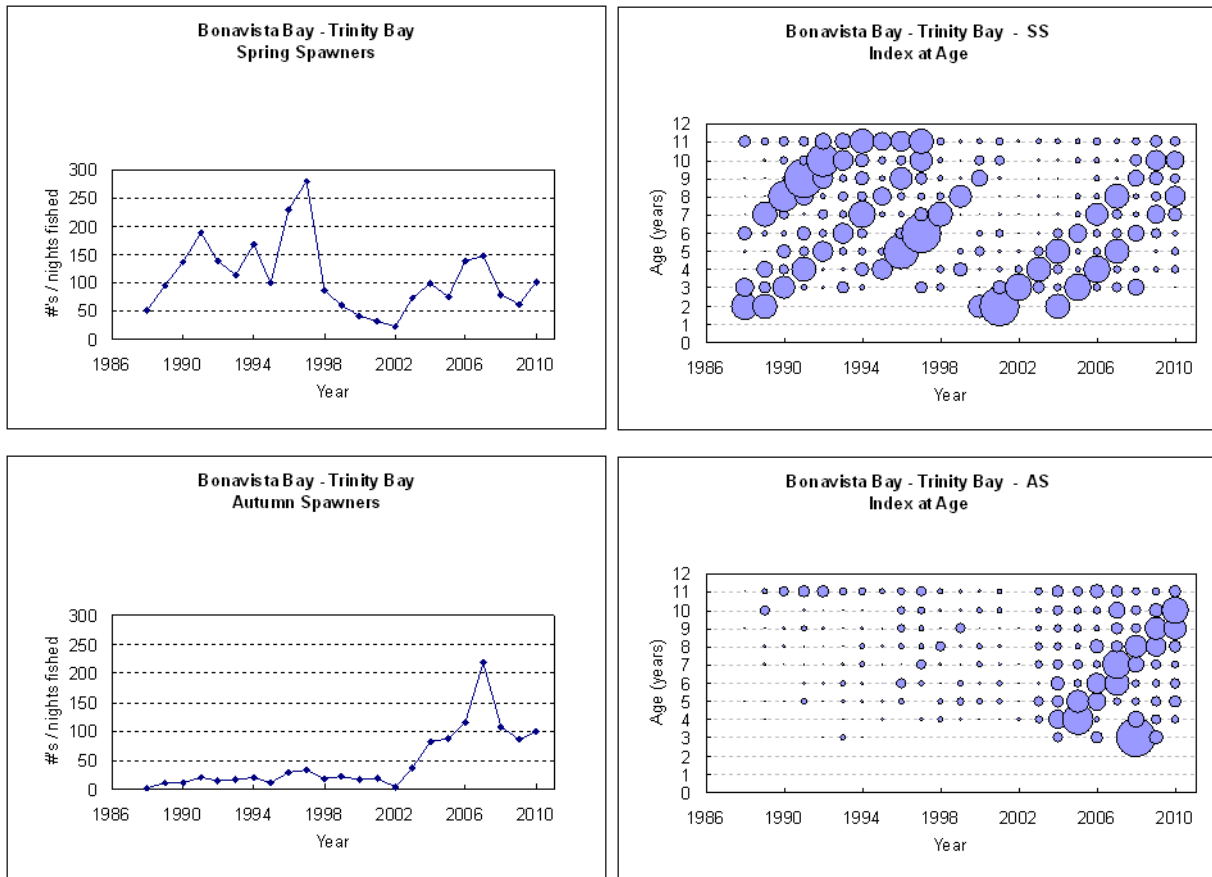 Bonavista Bay - Trinity Bay
Spring Spawners
#'s / nights fished
300
250
200
150
100
50
0
1986 1990 1994 1998 2002 2006 2010
Year
Bonavista Bay - Trinity Bay - SS
Index at Age
Age (years)
12
11
10
9
8
7
6
5
4
3
2
1
0
1986 1990 1994 1998 2002 2006 2010
Year
Bonavista Bay - Trinity Bay
Autumn Spawners
#'s / nights fished
300
250
200
150
100
50
0
1986 1990 1994 1998 2002 2006 2010
Year
Bonavista Bay - Trinity Bay - AS
Index at Age
Age (years)
12
11
10
9
8
7
6
5
4
3
2
1
0
1986 1990 1994 1998 2002 2006 2010
Year